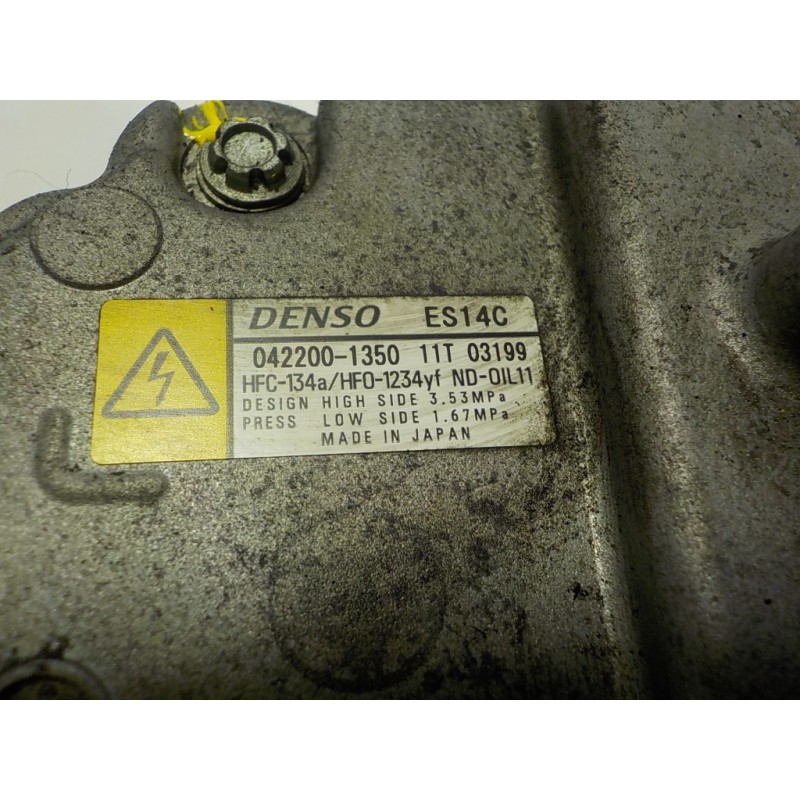 DENSO ES14C
042200-1350 11T 03199
HFC-134a/HFO-1234yf ND-OIL11
DESIGN HIGH SIDE 3.53MPa
PRESS LOW SIDE 1.67MPa
MADE IN JAPAN